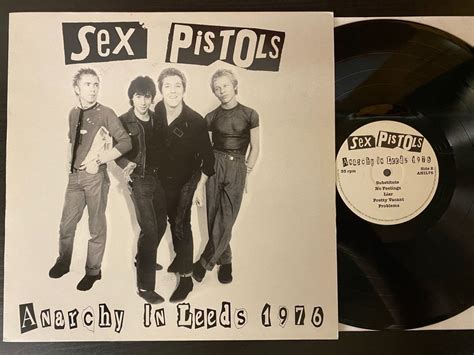 Sex PiStOls
Anarchy In Leeds 1976
Sex PiStOls
Anarchy In Leeds 1976
33 rpm
Side B
AHILP6
Substitute
No Feelings
Liar
Pretty Vacant
Problems